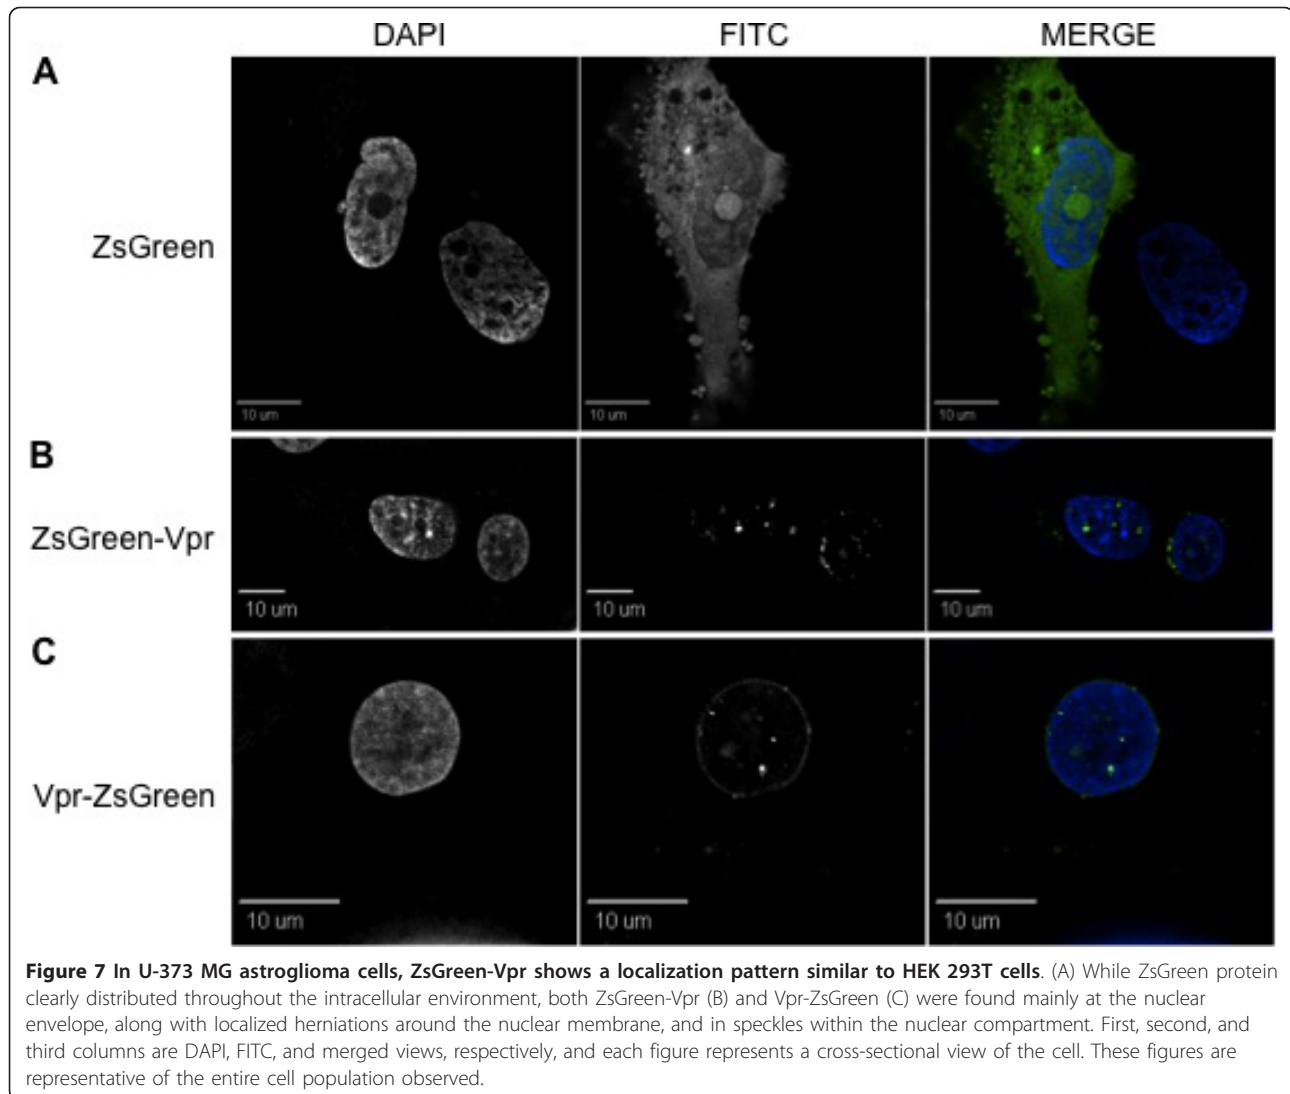 DAPI FITC MERGE
A
ZsGreen
10 um 10 um 10 um
B
ZsGreen-Vpr
10 um 10 um 10 um
C
Vpr-ZsGreen
10 um 10 um 10 um
Figure 7 In U-373 MG astroglioma cells, ZsGreen-Vpr shows a localization pattern similar to HEK 293T cells. (A) While ZsGreen protein
clearly distributed throughout the intracellular environment, both ZsGreen-Vpr (B) and Vpr-ZsGreen (C) were found mainly at the nuclear
envelope, along with localized herniations around the nuclear membrane, and in speckles within the nuclear compartment. First, second, and
third columns are DAPI, FITC, and merged views, respectively, and each figure represents a cross-sectional view of the cell. These figures are
representative of the entire cell population observed.